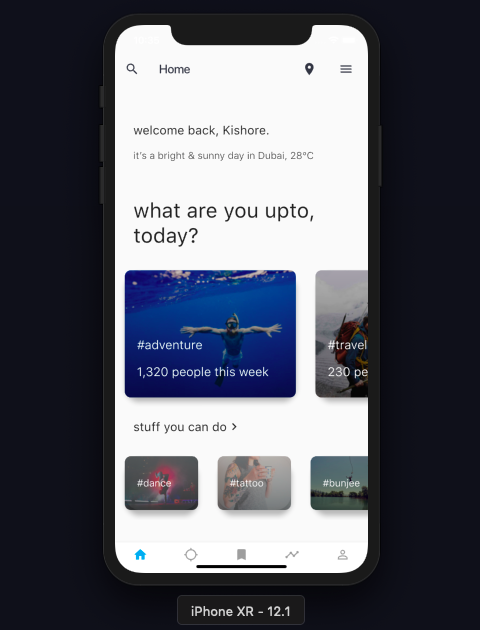 Home
welcome back, Kishore.
it's a bright & sunny day in Dubai, 28°C
what are you upto,
today?
#adventure
1,320 people this week
#travel
230 pe
stuff you can do
#dance
#tattoo
#bunjee
iPhone XR - 12.1